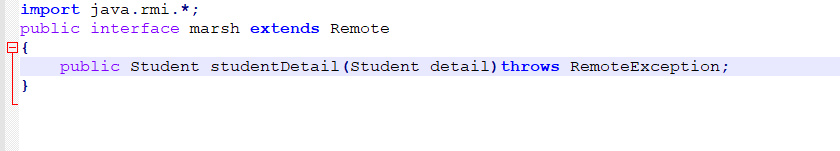 import java.rmi.*;
public interface marsh extends Remote
{
    public Student studentDetail(Student detail)throws RemoteException;
}